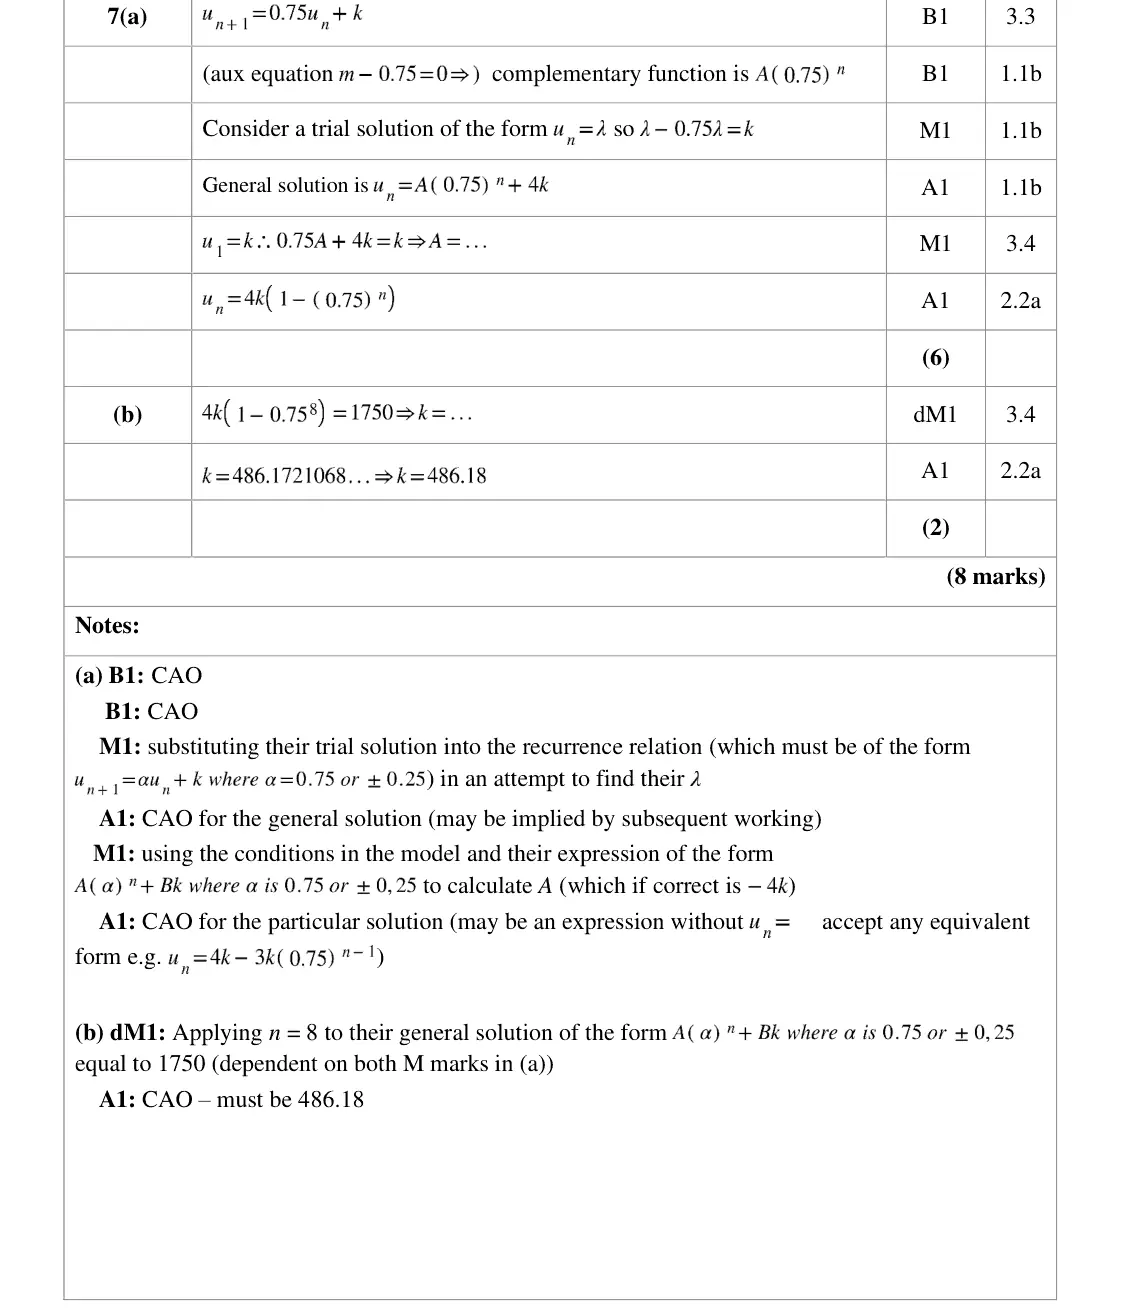 7(a) u_{n+1}=0.75u_n+k B1 3.3
(aux equation m−0.75=0⇒) complementary function is A(0.75)^n B1 1.1b
Consider a trial solution of the form u_n=λ so λ−0.75λ=k M1 1.1b
General solution is u_n=A(0.75)^n+4k A1 1.1b
u_1=k∴0.75A+4k=k⇒A=… M1 3.4
u_n=4k(1−(0.75)^n) A1 2.2a
(6)
(b) 4k(1−0.75^8)=1750⇒k=… dM1 3.4
k=486.1721068…⇒k=486.18 A1 2.2a
(2)
(8 marks)
Notes:
(a) B1: CAO
B1: CAO
M1: substituting their trial solution into the recurrence relation (which must be of the form
u_{n+1}=αu_n+k where α=0.75 or ±0.25) in an attempt to find their λ
A1: CAO for the general solution (may be implied by subsequent working)
M1: using the conditions in the model and their expression of the form
A(α)^n+Bk where α is 0.75 or ±0,25 to calculate A (which if correct is −4k)
A1: CAO for the particular solution (may be an expression without u_n= accept any equivalent
form e.g. u_n=4k−3k(0.75)^{n−1})
(b) dM1: Applying n = 8 to their general solution of the form A(α)^n+Bk where α is 0.75 or ±0,25
equal to 1750 (dependent on both M marks in (a))
A1: CAO – must be 486.18